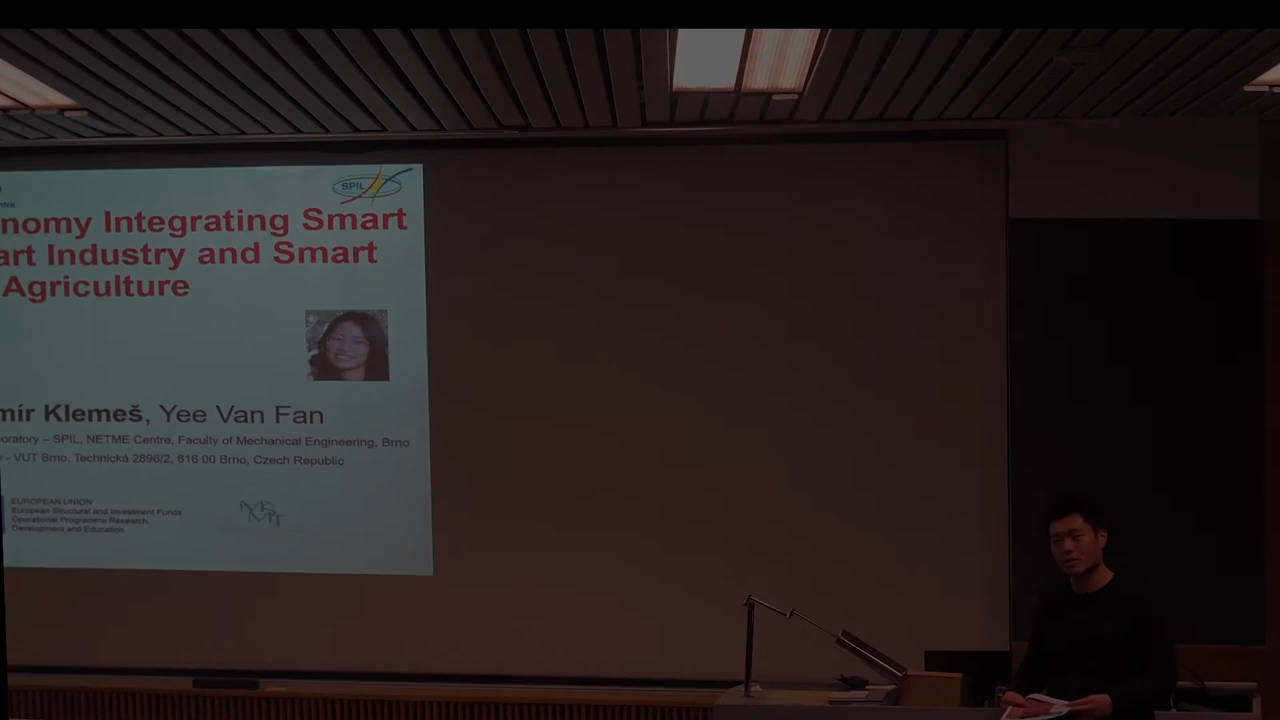 SPIL
nomy Integrating Smart
art Industry and Smart
Agriculture
mír Klemeš, Yee Van Fan
oratory – SPIL, NETME Centre, Faculty of Mechanical Engineering, Brno
- VUT Brno, Technická 2896/2, 616 00 Brno, Czech Republic
EUROPEAN UNION
European Structural and Investment Funds
Operational Programme Research,
Development and Education